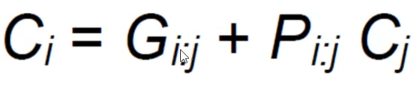 Cᵢ = Gᵢ:ⱼ + Pᵢ:ⱼ Cⱼ